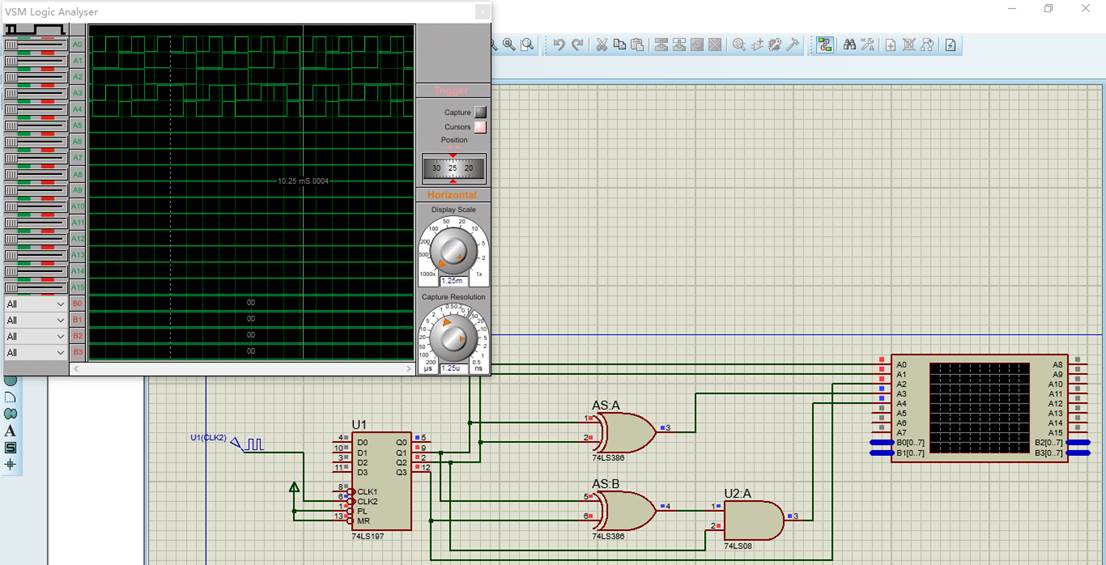 VSM Logic Analyser
A0
A1
A2
A3
A4
A5
A6
A7
A8
A9
A10
A11
A12
A13
A14
A15
All B0 00
All B1 00
All B2 00
All B3 00
10.25 mS 0004
Trigger
Capture
Cursors
Position
30 25 20
Horizontal
Display Scale
1.25m
Capture Resolution
1.25u
µs ns
U1(CLK2)
U1
4 D0 Q0 5
10 D1 Q1 9
3 D2 Q2 2
11 D3 Q3 12
8 CLK1
6 CLK2
1 PL
13 MR
74LS197
AS:A
1
2
3
74LS386
AS:B
5
6
4
74LS386
U2:A
1
2
3
74LS08
A0 A8
A1 A9
A2 A10
A3 A11
A4 A12
A5 A13
A6 A14
A7 A15
B0[0..7] B2[0..7]
B1[0..7] B3[0..7]
A